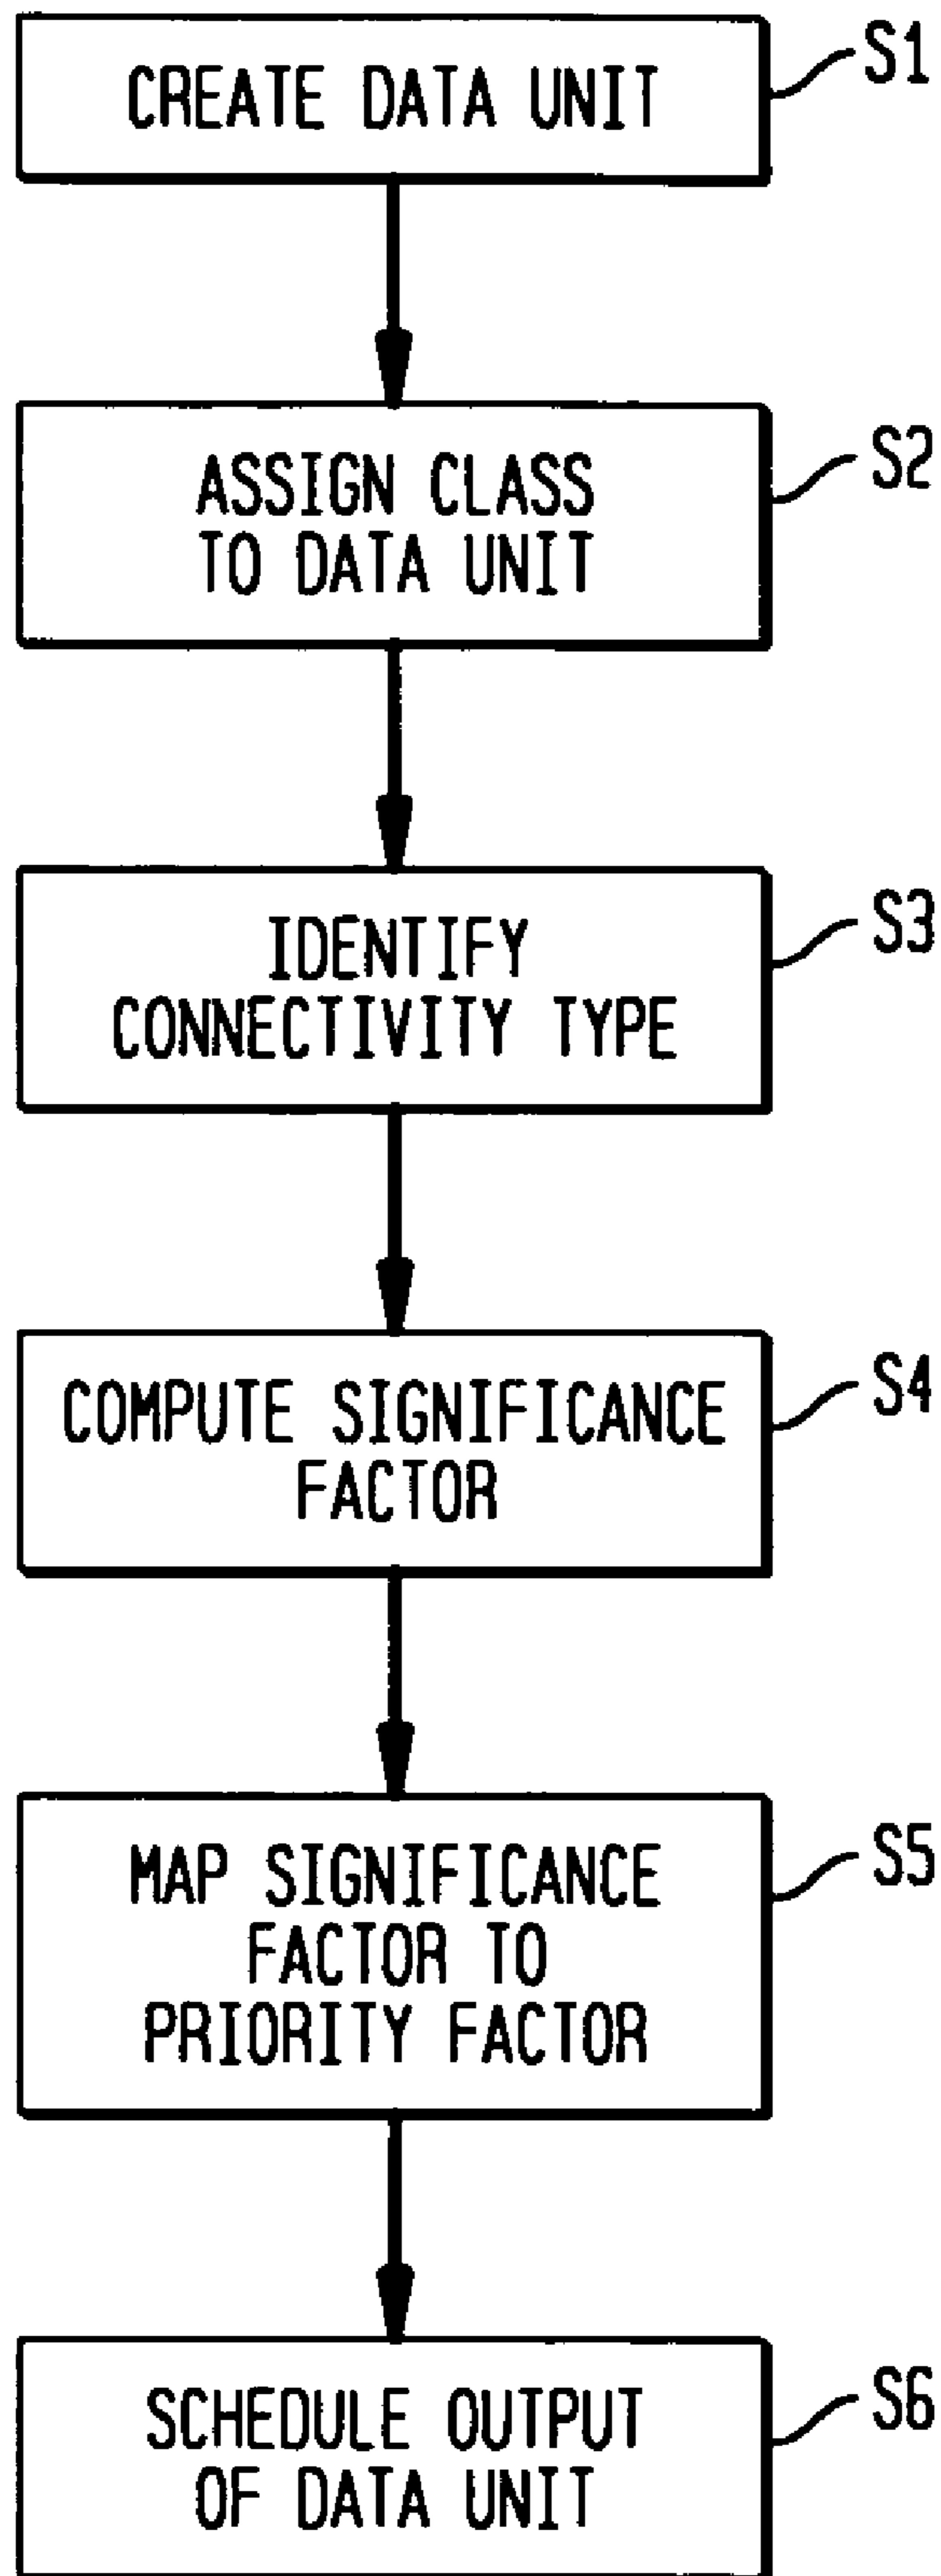 CREATE DATA UNIT
S1
ASSIGN CLASS
TO DATA UNIT
S2
IDENTIFY
CONNECTIVITY TYPE
S3
COMPUTE SIGNIFICANCE
FACTOR
S4
MAP SIGNIFICANCE
FACTOR TO
PRIORITY FACTOR
S5
SCHEDULE OUTPUT
OF DATA UNIT
S6